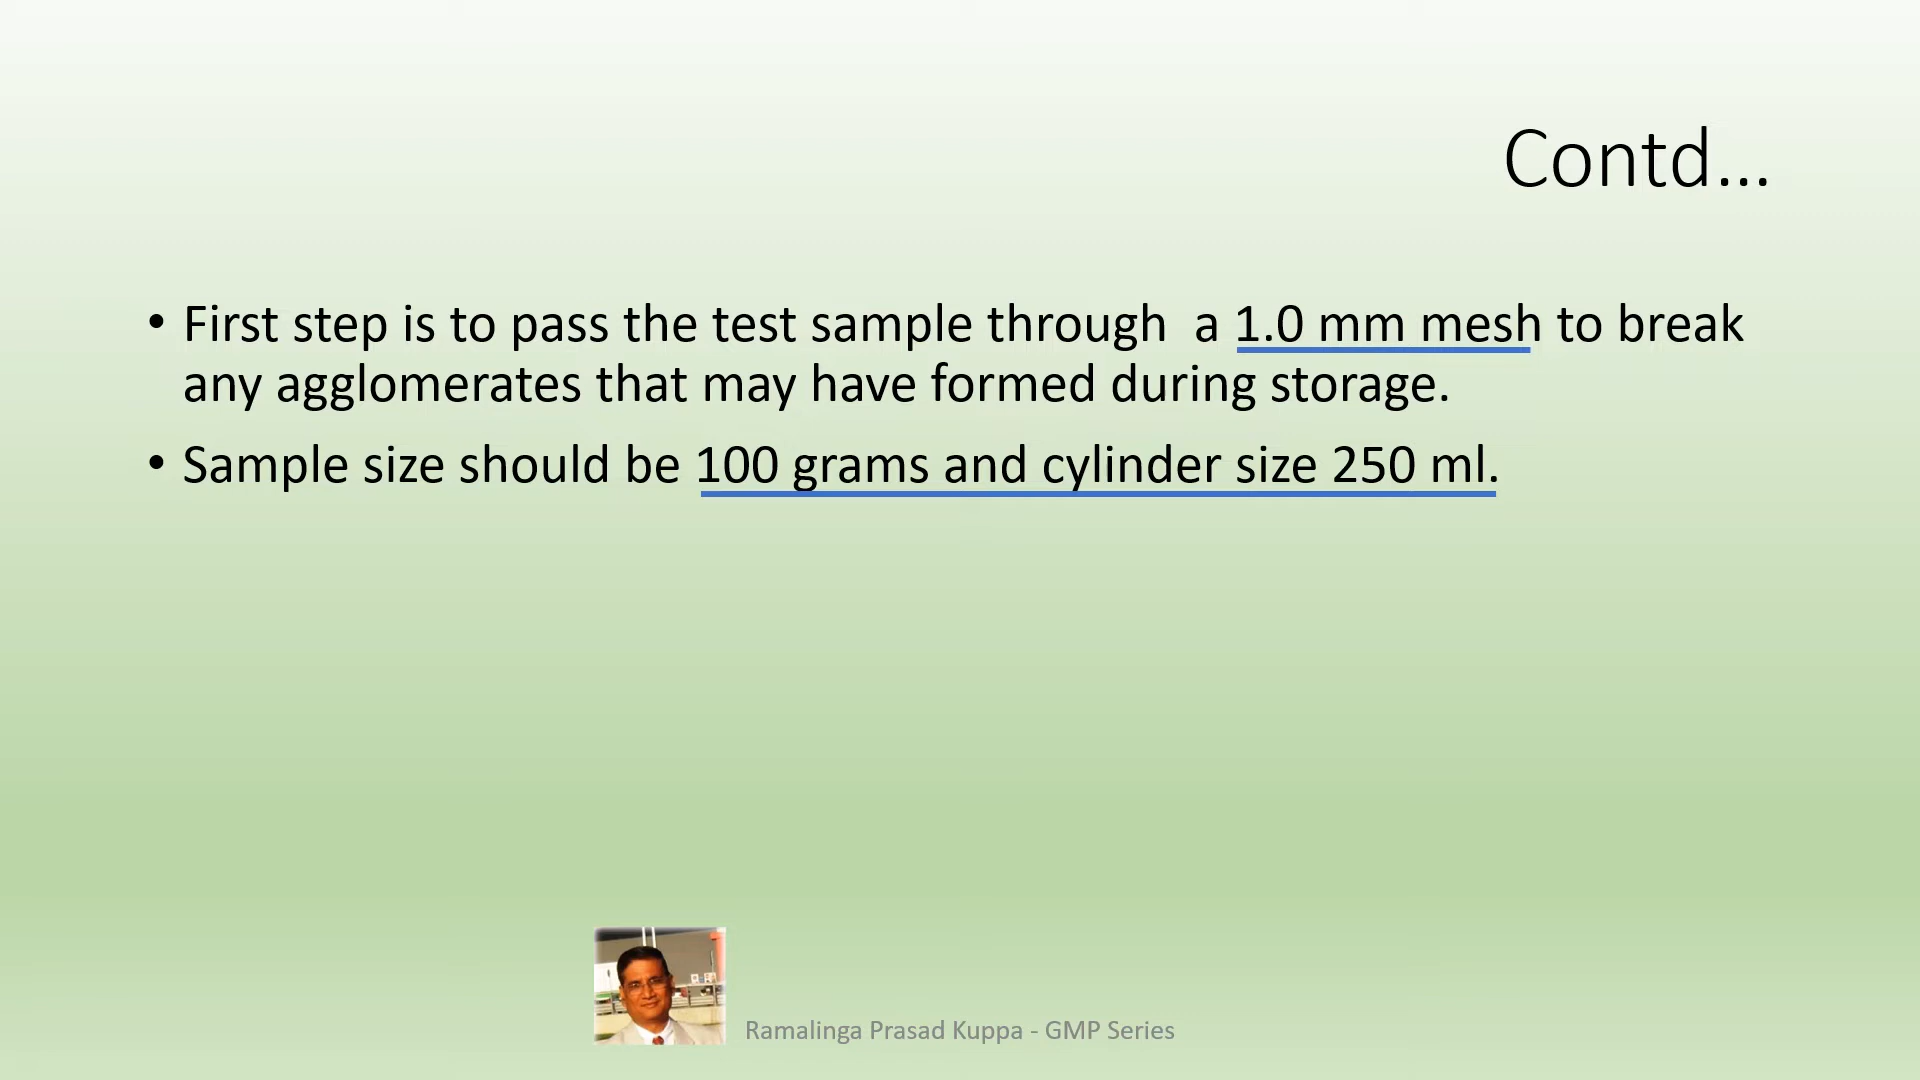 Contd...
• First step is to pass the test sample through  a 1.0 mm mesh to break
any agglomerates that may have formed during storage.
• Sample size should be 100 grams and cylinder size 250 ml.
Ramalinga Prasad Kuppa - GMP Series